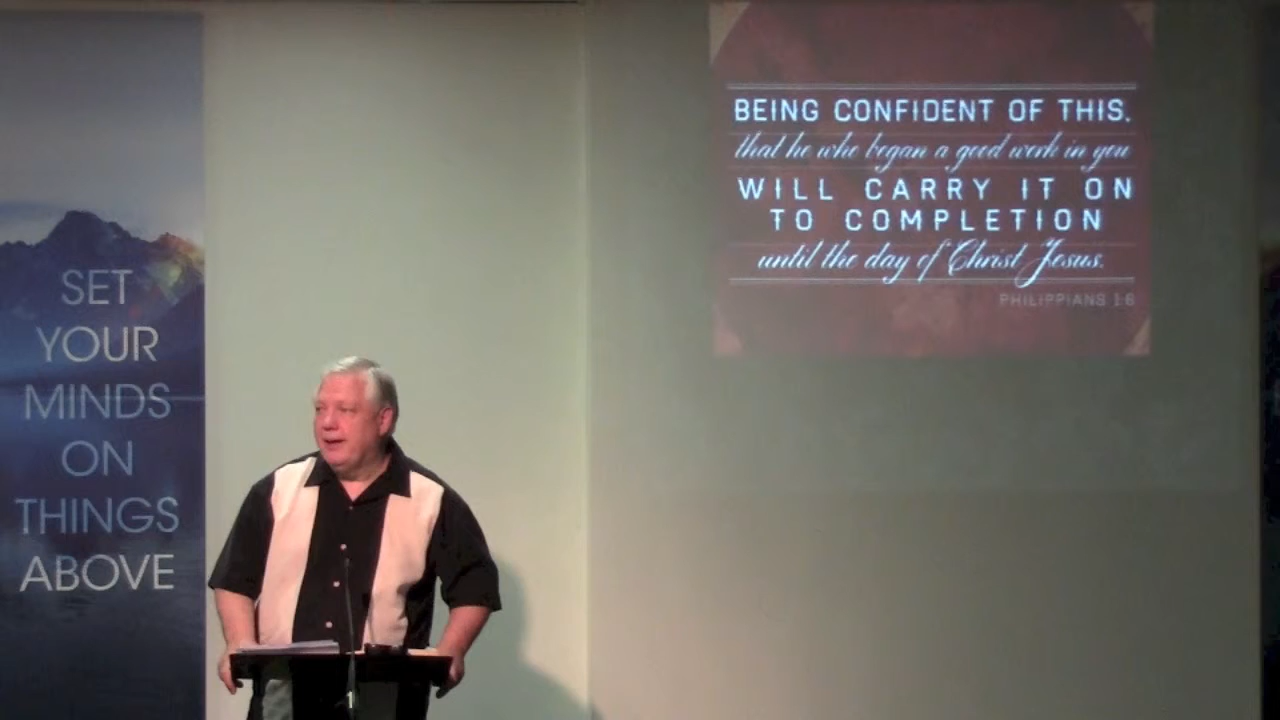 SET
YOUR
MINDS
ON
THINGS
ABOVE
BEING CONFIDENT OF THIS,
that he who began a good work in you
WILL CARRY IT ON
TO COMPLETION
until the day of Christ Jesus.
PHILIPPIANS 1:6